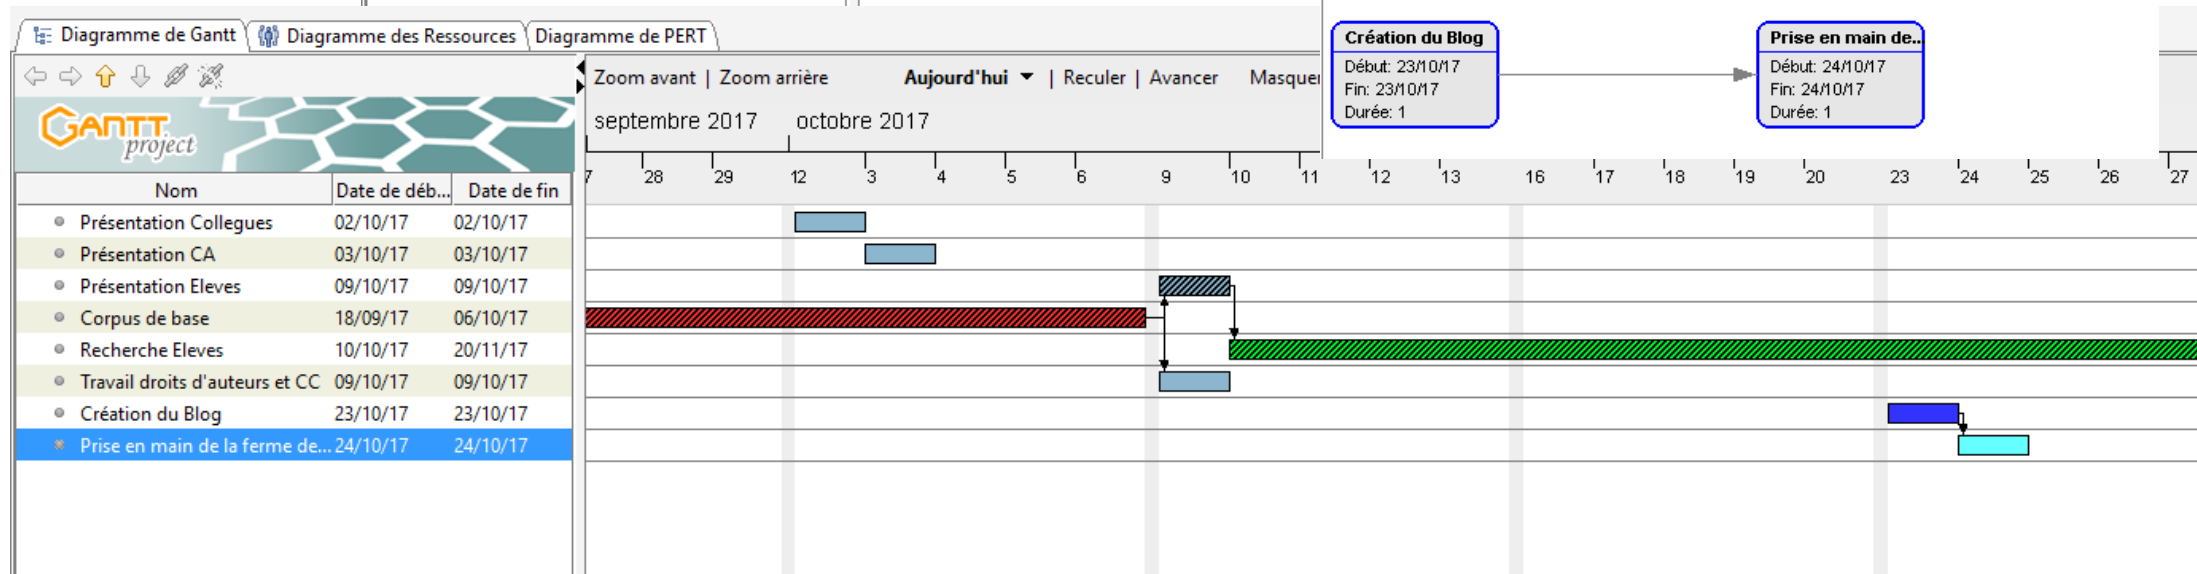 Diagramme de Gantt
Diagramme des Ressources
Diagramme de PERT
Zoom avant | Zoom arrière
Aujourd'hui
| Reculer | Avancer
Masquer
GANTT
project
septembre 2017
octobre 2017
7 28 29 12 3 4 5 6 9 10 11 12 13 16 17 18 19 20 23 24 25 26 27
Création du Blog
Début: 23/10/17
Fin: 23/10/17
Durée: 1
Prise en main de...
Début: 24/10/17
Fin: 24/10/17
Durée: 1
Nom Date de déb... Date de fin
Présentation Collegues 02/10/17 02/10/17
Présentation CA 03/10/17 03/10/17
Présentation Eleves 09/10/17 09/10/17
Corpus de base 18/09/17 06/10/17
Recherche Eleves 10/10/17 20/11/17
Travail droits d'auteurs et CC 09/10/17 09/10/17
Création du Blog 23/10/17 23/10/17
Prise en main de la ferme de... 24/10/17 24/10/17